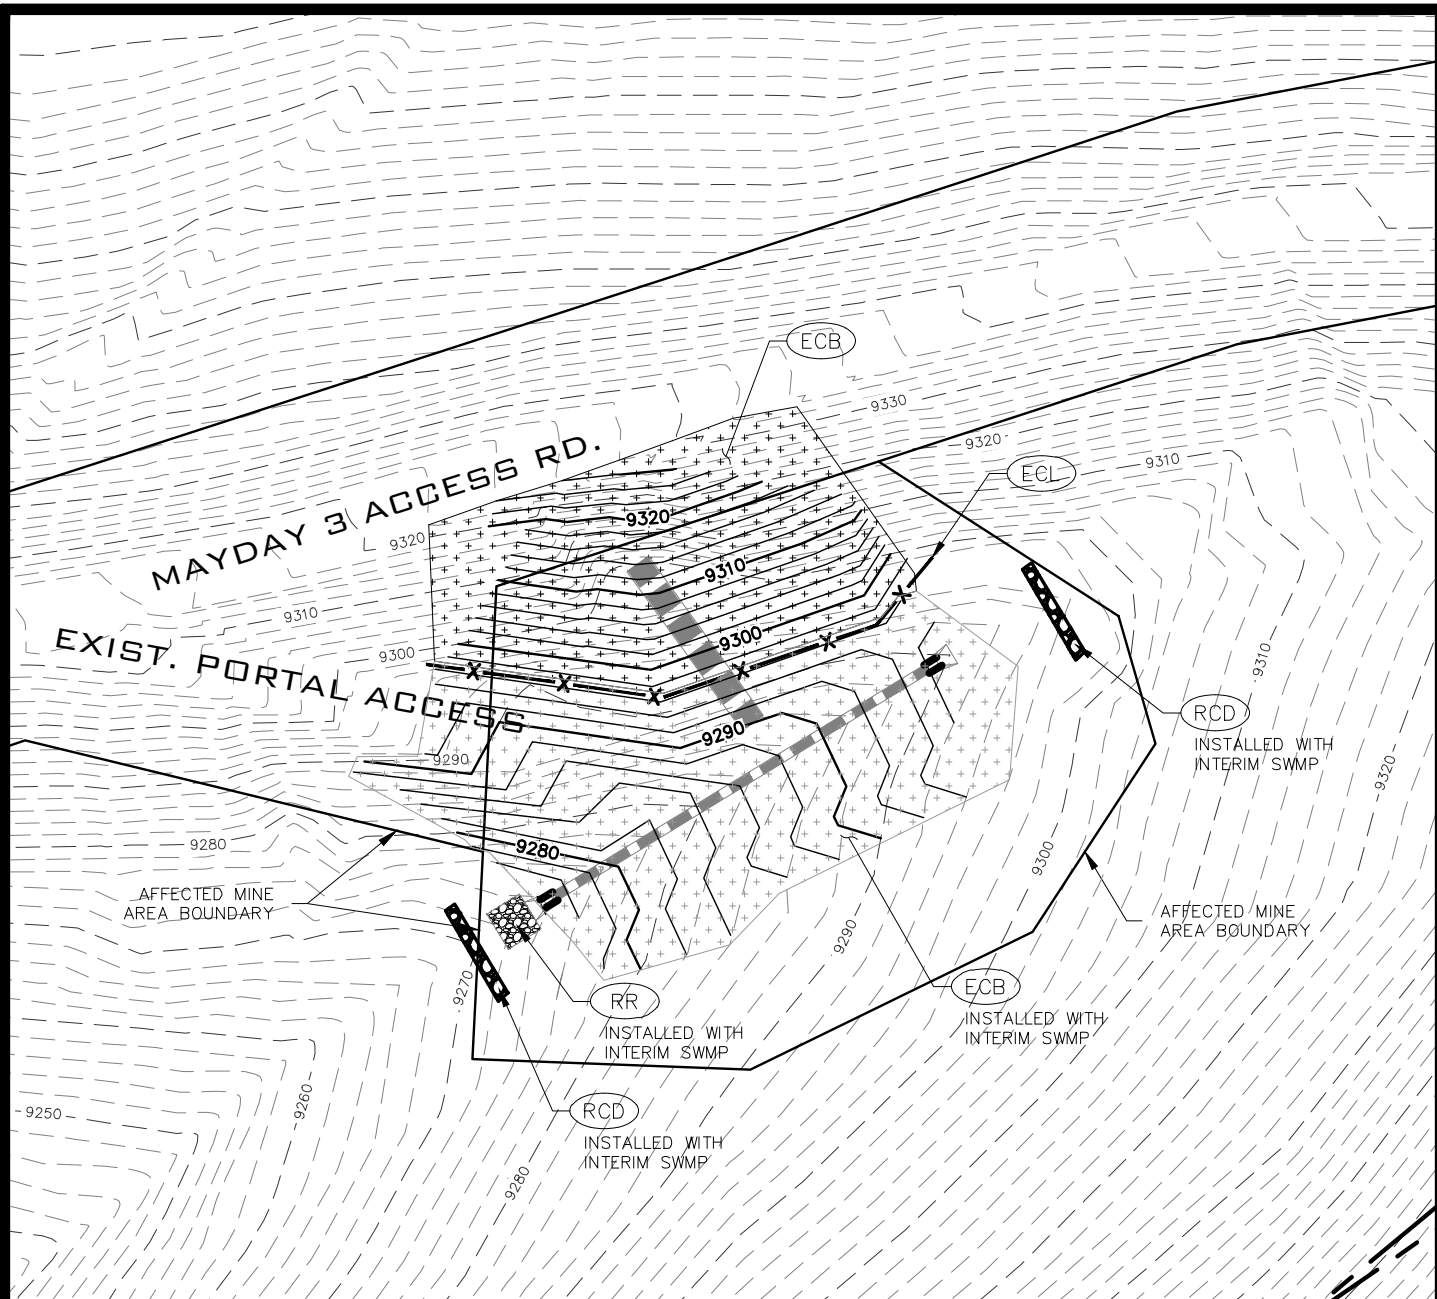 ECB
9330
9320
9310
ECL
MAYDAY 3 ACCESS RD.
9320
9320
9310
9310
EXIST. PORTAL ACCESS
9300
9300
9310
9290
9290
RCD
INSTALLED WITH
INTERIM SWMP
9320
9280
9280
9300
AFFECTED MINE
AREA BOUNDARY
AFFECTED MINE
AREA BOUNDARY
9290
9270
RR
INSTALLED WITH
INTERIM SWMP
ECB
INSTALLED WITH
INTERIM SWMP
9250
9260
RCD
INSTALLED WITH
INTERIM SWMP
9280
X
X
X
X
X
X